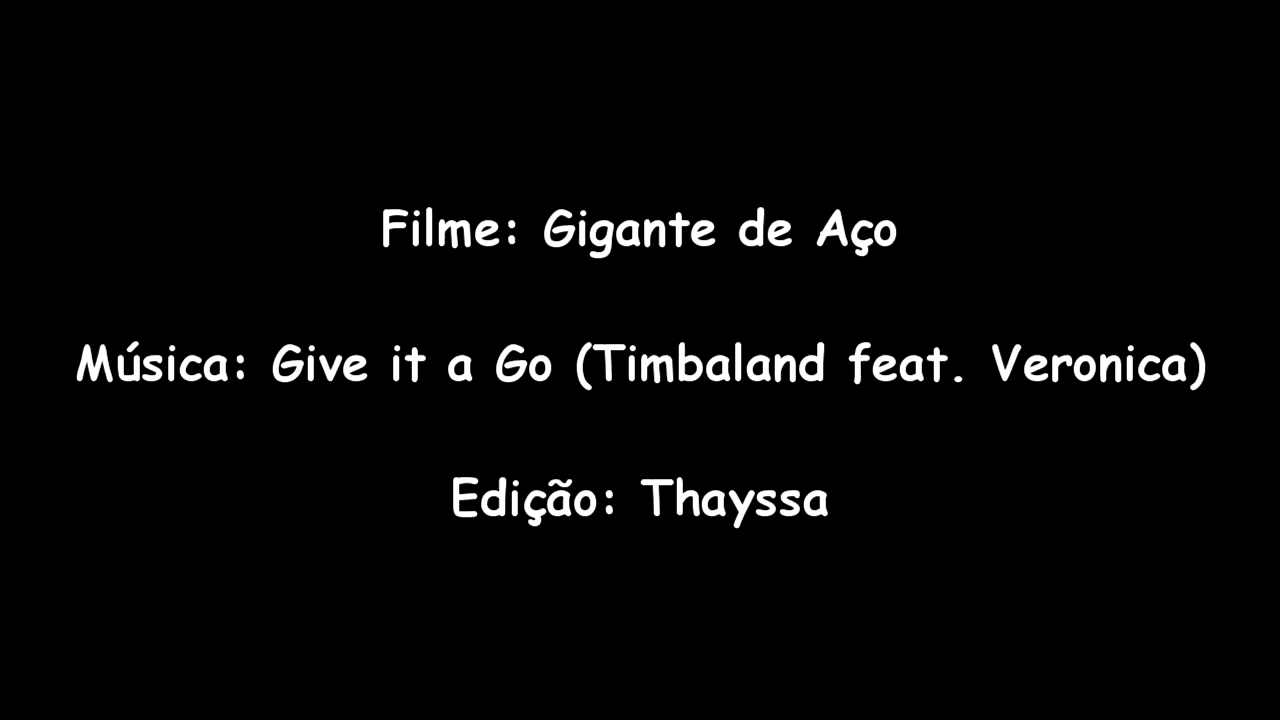 Filme: Gigante de Aço
Música: Give it a Go (Timbaland feat. Veronica)
Edição: Thayssa